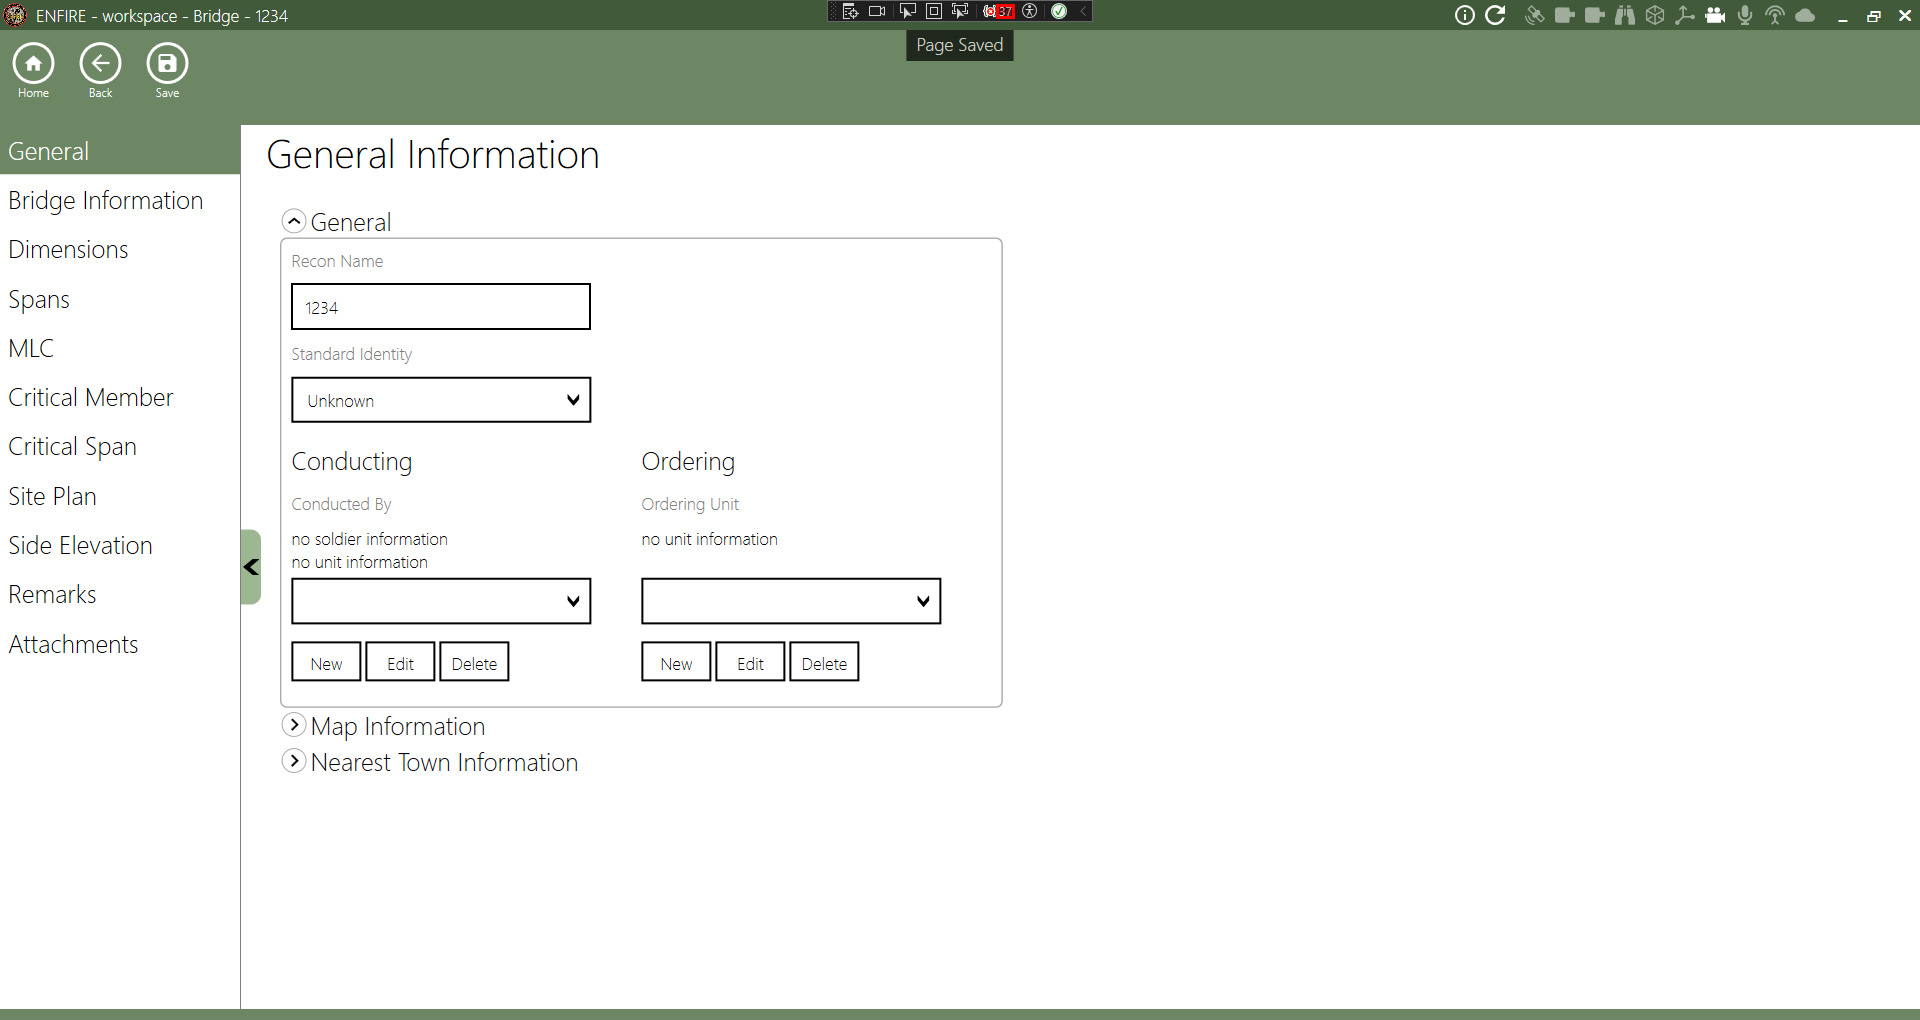 ENFIRE - workspace - Bridge - 1234
37
Page Saved
Home
Back
Save
General
Bridge Information
Dimensions
Spans
MLC
Critical Member
Critical Span
Site Plan
Side Elevation
Remarks
Attachments
General Information
General
Recon Name
1234
Standard Identity
Unknown
Conducting
Ordering
Conducted By
Ordering Unit
no soldier information
no unit information
no unit information
New Edit Delete
New Edit Delete
Map Information
Nearest Town Information